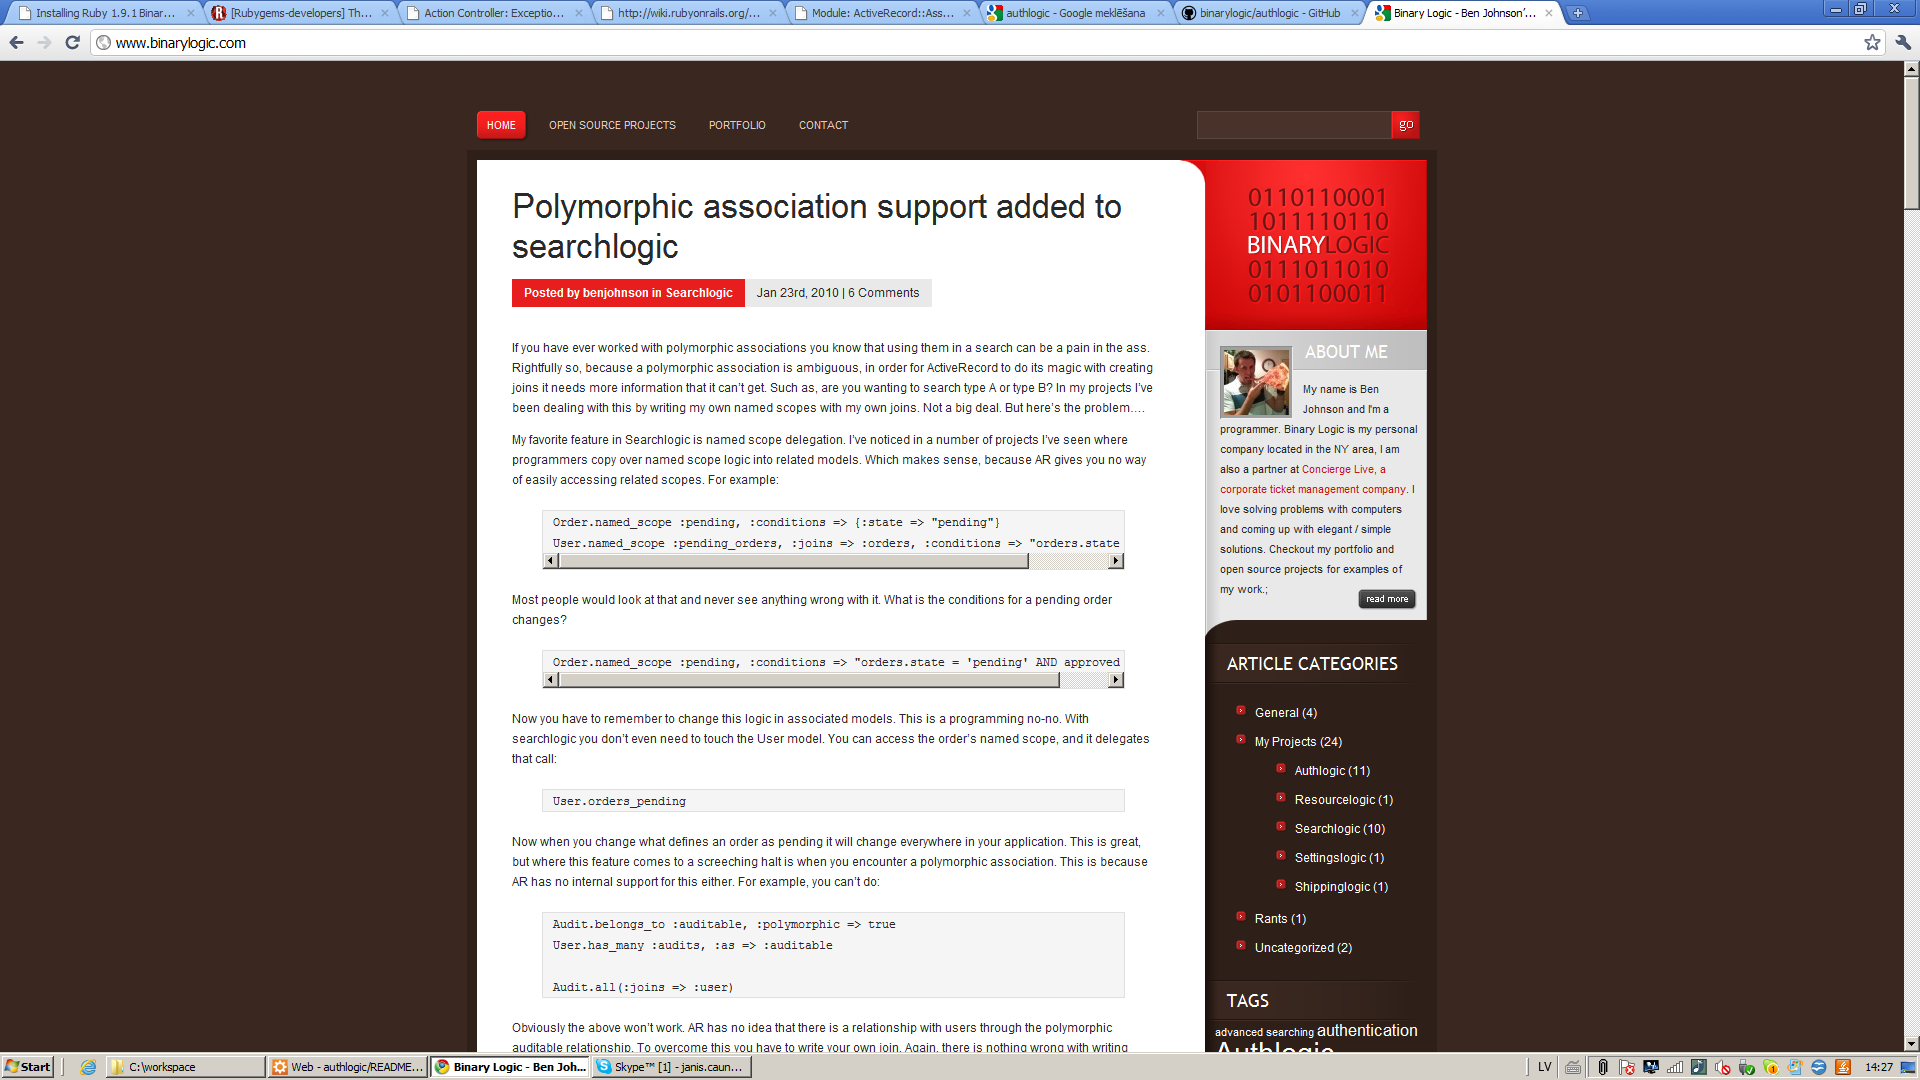 Installing Ruby 1.9.1 Binar...
[Rubygems-developers] Th...
Action Controller: Exceptio...
http://wiki.rubyonrails.org/...
Module: ActiveRecord::Ass...
authlogic - Google meklēšana
binarylogic/authlogic - GitHub
Binary Logic - Ben Johnson'...
www.binarylogic.com
HOME
OPEN SOURCE PROJECTS
PORTFOLIO
CONTACT
go
Polymorphic association support added to
searchlogic
Posted by benjohnson in Searchlogic
Jan 23rd, 2010 | 6 Comments
If you have ever worked with polymorphic associations you know that using them in a search can be a pain in the ass.
Rightfully so, because a polymorphic association is ambiguous, in order for ActiveRecord to do its magic with creating
joins it needs more information that it can't get. Such as, are you wanting to search type A or type B? In my projects I've
been dealing with this by writing my own named scopes with my own joins. Not a big deal. But here's the problem....
My favorite feature in Searchlogic is named scope delegation. I've noticed in a number of projects I've seen where
programmers copy over named scope logic into related models. Which makes sense, because AR gives you no way
of easily accessing related scopes. For example:
Order.named_scope :pending, :conditions => {:state => "pending"}
User.named_scope :pending_orders, :joins => :orders, :conditions => "orders.state
Most people would look at that and never see anything wrong with it. What is the conditions for a pending order
changes?
Order.named_scope :pending, :conditions => "orders.state = 'pending' AND approved
Now you have to remember to change this logic in associated models. This is a programming no-no. With
searchlogic you don't even need to touch the User model. You can access the order's named scope, and it delegates
that call:
User.orders_pending
Now when you change what defines an order as pending it will change everywhere in your application. This is great,
but where this feature comes to a screeching halt is when you encounter a polymorphic association. This is because
AR has no internal support for this either. For example, you can't do:
Audit.belongs_to :auditable, :polymorphic => true
User.has_many :audits, :as => :auditable
Audit.all(:joins => :user)
Obviously the above won't work. AR has no idea that there is a relationship with users through the polymorphic
auditable relationship. To overcome this you have to write your own join. Again, there is nothing wrong with writing
0110110001
1011110110
BINARYLOGIC
0111011010
0101100011
ABOUT ME
My name is Ben
Johnson and I'm a
programmer. Binary Logic is my personal
company located in the NY area, I am
also a partner at Concierge Live, a
corporate ticket management company. I
love solving problems with computers
and coming up with elegant / simple
solutions. Checkout my portfolio and
open source projects for examples of
my work.;
read more
ARTICLE CATEGORIES
General (4)
My Projects (24)
Authlogic (11)
Resourcelogic (1)
Searchlogic (10)
Settingslogic (1)
Shippinglogic (1)
Rants (1)
Uncategorized (2)
TAGS
advanced searching authentication
Authlogic
Start
C:\workspace
Web - authlogic/README...
Binary Logic - Ben Joh...
Skype™ [1] - janis.caun...
LV
14:27